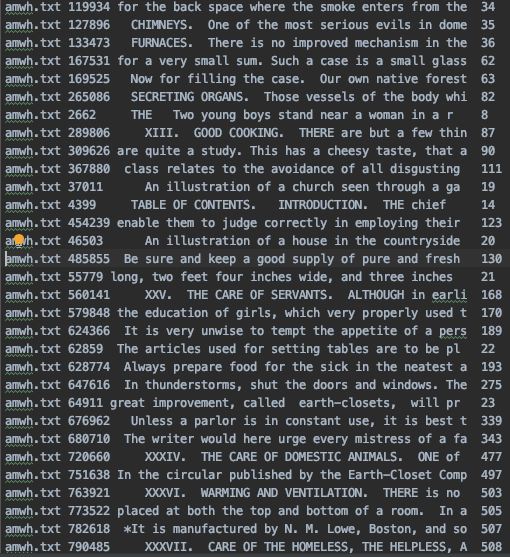 amwh.txt 119934 for the back space where the smoke enters from the 34
amwh.txt 127896 CHIMNEYS. One of the most serious evils in dome 35
amwh.txt 133473 FURNACES. There is no improved mechanism in the 36
amwh.txt 167531 for a very small sum. Such a case is a small glass 62
amwh.txt 169525 Now for filling the case. Our own native forest 63
amwh.txt 265086 SECRETING ORGANS. Those vessels of the body whi 82
amwh.txt 2662 THE Two young boys stand near a woman in a r 8
amwh.txt 289806 XIII. GOOD COOKING. THERE are but a few thin 87
amwh.txt 309626 are quite a study. This has a cheesy taste, that a 90
amwh.txt 367880 class relates to the avoidance of all disgusting 111
amwh.txt 37011 An illustration of a church seen through a ga 19
amwh.txt 4399 TABLE OF CONTENTS. INTRODUCTION. THE chief 14
amwh.txt 454239 enable them to judge correctly in employing their 123
amwh.txt 46503 An illustration of a house in the countryside 20
amwh.txt 485855 Be sure and keep a good supply of pure and fresh 130
amwh.txt 55779 long, two feet four inches wide, and three inches 21
amwh.txt 560141 XXV. THE CARE OF SERVANTS. ALTHOUGH in earli 168
amwh.txt 579848 the education of girls, which very properly used t 170
amwh.txt 624366 It is very unwise to tempt the appetite of a pers 189
amwh.txt 62859 The articles used for setting tables are to be pl 22
amwh.txt 628774 Always prepare food for the sick in the neatest a 193
amwh.txt 647616 In thunderstorms, shut the doors and windows. The 275
amwh.txt 64911 great improvement, called earth-closets, will pr 23
amwh.txt 676962 Unless a parlor is in constant use, it is best t 339
amwh.txt 680710 The writer would here urge every mistress of a fa 343
amwh.txt 720660 XXXIV. THE CARE OF DOMESTIC ANIMALS. ONE of 477
amwh.txt 751638 In the circular published by the Earth-Closet Comp 497
amwh.txt 763921 XXXVI. WARMING AND VENTILATION. THERE is no 503
amwh.txt 773522 placed at both the top and bottom of a room. In a 505
amwh.txt 782618 *It is manufactured by N. M. Lowe, Boston, and so 507
amwh.txt 790485 XXXVII. CARE OF THE HOMELESS, THE HELPLESS, A 508